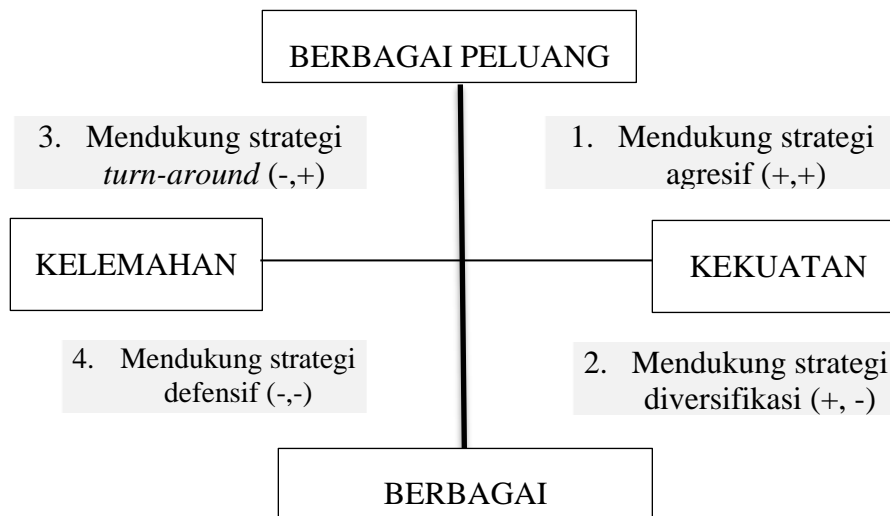 BERBAGAI PELUANG
3. Mendukung strategi
turn-around (-,+)
1. Mendukung strategi
agresif (+,+)
KELEMAHAN
KEKUATAN
4. Mendukung strategi
defensif (-,-)
2. Mendukung strategi
diversifikasi (+, -)
BERBAGAI